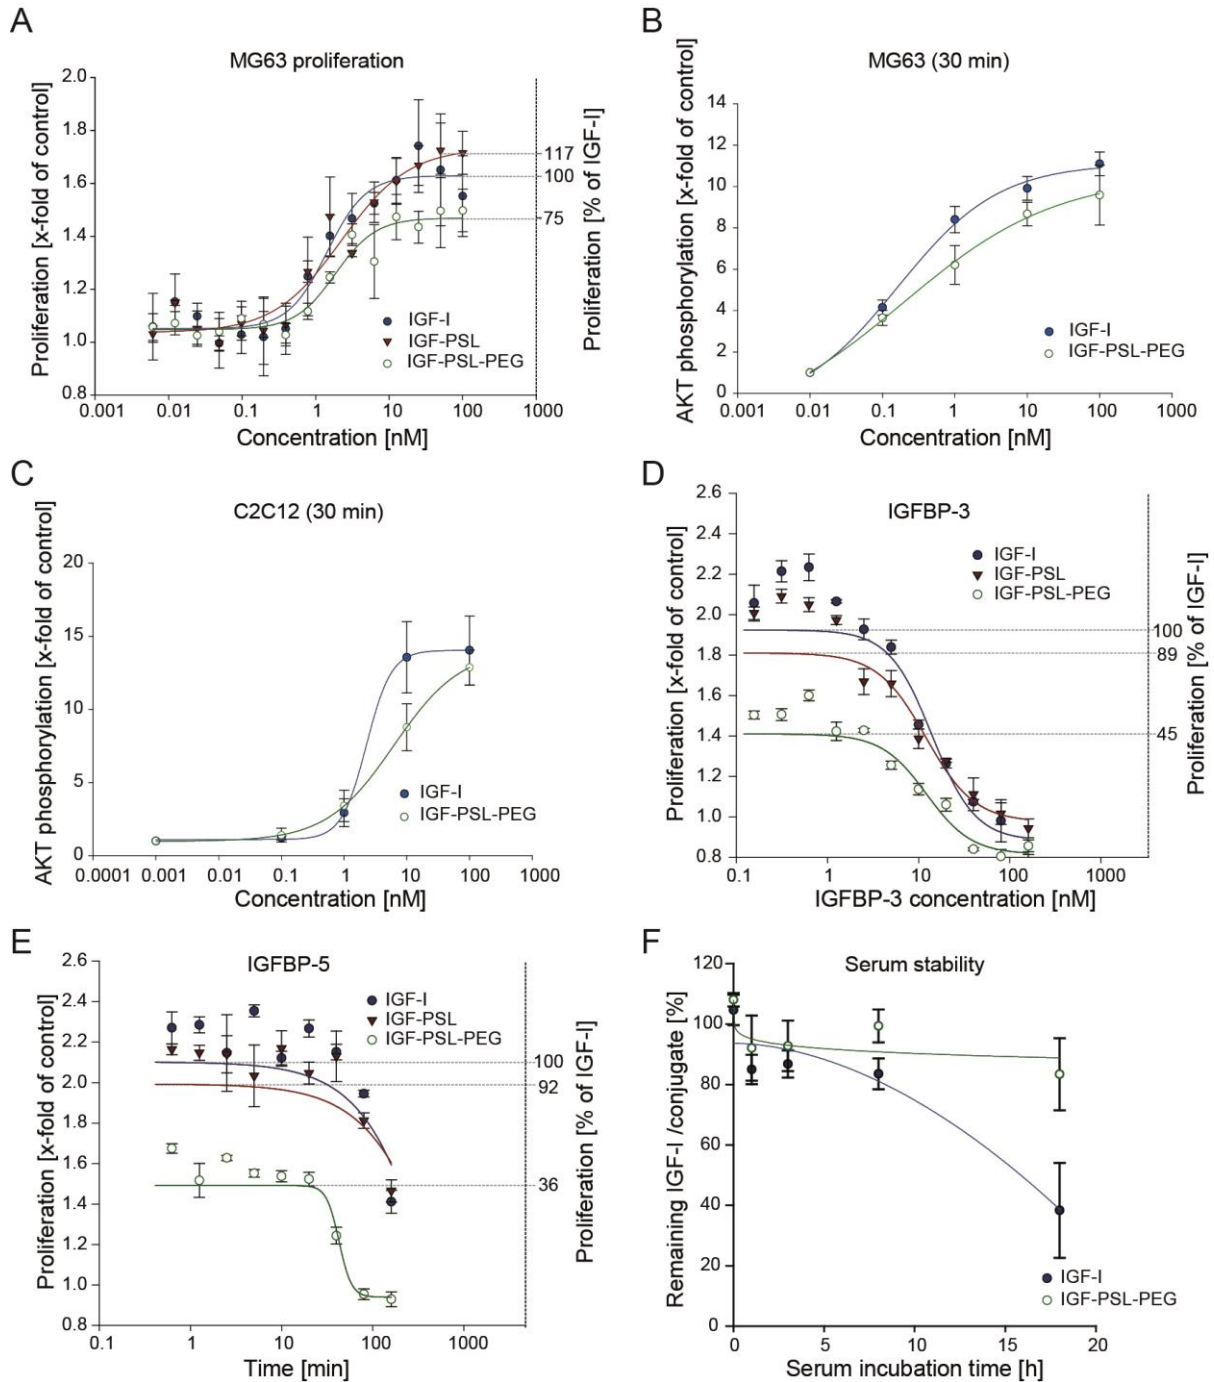 A
MG63 proliferation
Proliferation [x-fold of control]
2.0
1.8
1.6
1.4
1.2
1.0
0.8
0.001 0.01 0.1 1 10 100 1000
Concentration [nM]
117
100
75
Proliferation [% of IGF-I]
IGF-I
IGF-PSL
IGF-PSL-PEG
B
MG63 (30 min)
AKT phosphorylation [x-fold of control]
14
12
10
8
6
4
2
0
0.001 0.01 0.1 1 10 100 1000
Concentration [nM]
IGF-I
IGF-PSL-PEG
C
C2C12 (30 min)
AKT phosphorylation [x-fold of control]
20
15
10
5
0
0.0001 0.001 0.1 1 10 100 1000
Concentration [nM]
IGF-I
IGF-PSL-PEG
D
IGFBP-3
Proliferation [x-fold of control]
2.6
2.4
2.2
2.0
1.8
1.6
1.4
1.2
1.0
0.8
0.1 1 10 100 1000
IGFBP-3 concentration [nM]
IGF-I
IGF-PSL
IGF-PSL-PEG
100
89
45
Proliferation [% of IGF-I]
E
IGFBP-5
Proliferation [x-fold of control]
2.6
2.4
2.2
2.0
1.8
1.6
1.4
1.2
1.0
0.8
0.1 1 10 100 1000
Time [min]
IGF-I
IGF-PSL
IGF-PSL-PEG
100
92
36
Proliferation [% of IGF-I]
F
Serum stability
Remaining IGF-I /conjugate [%]
120
100
80
60
40
20
0
0 5 10 15 20
Serum incubation time [h]
IGF-I
IGF-PSL-PEG